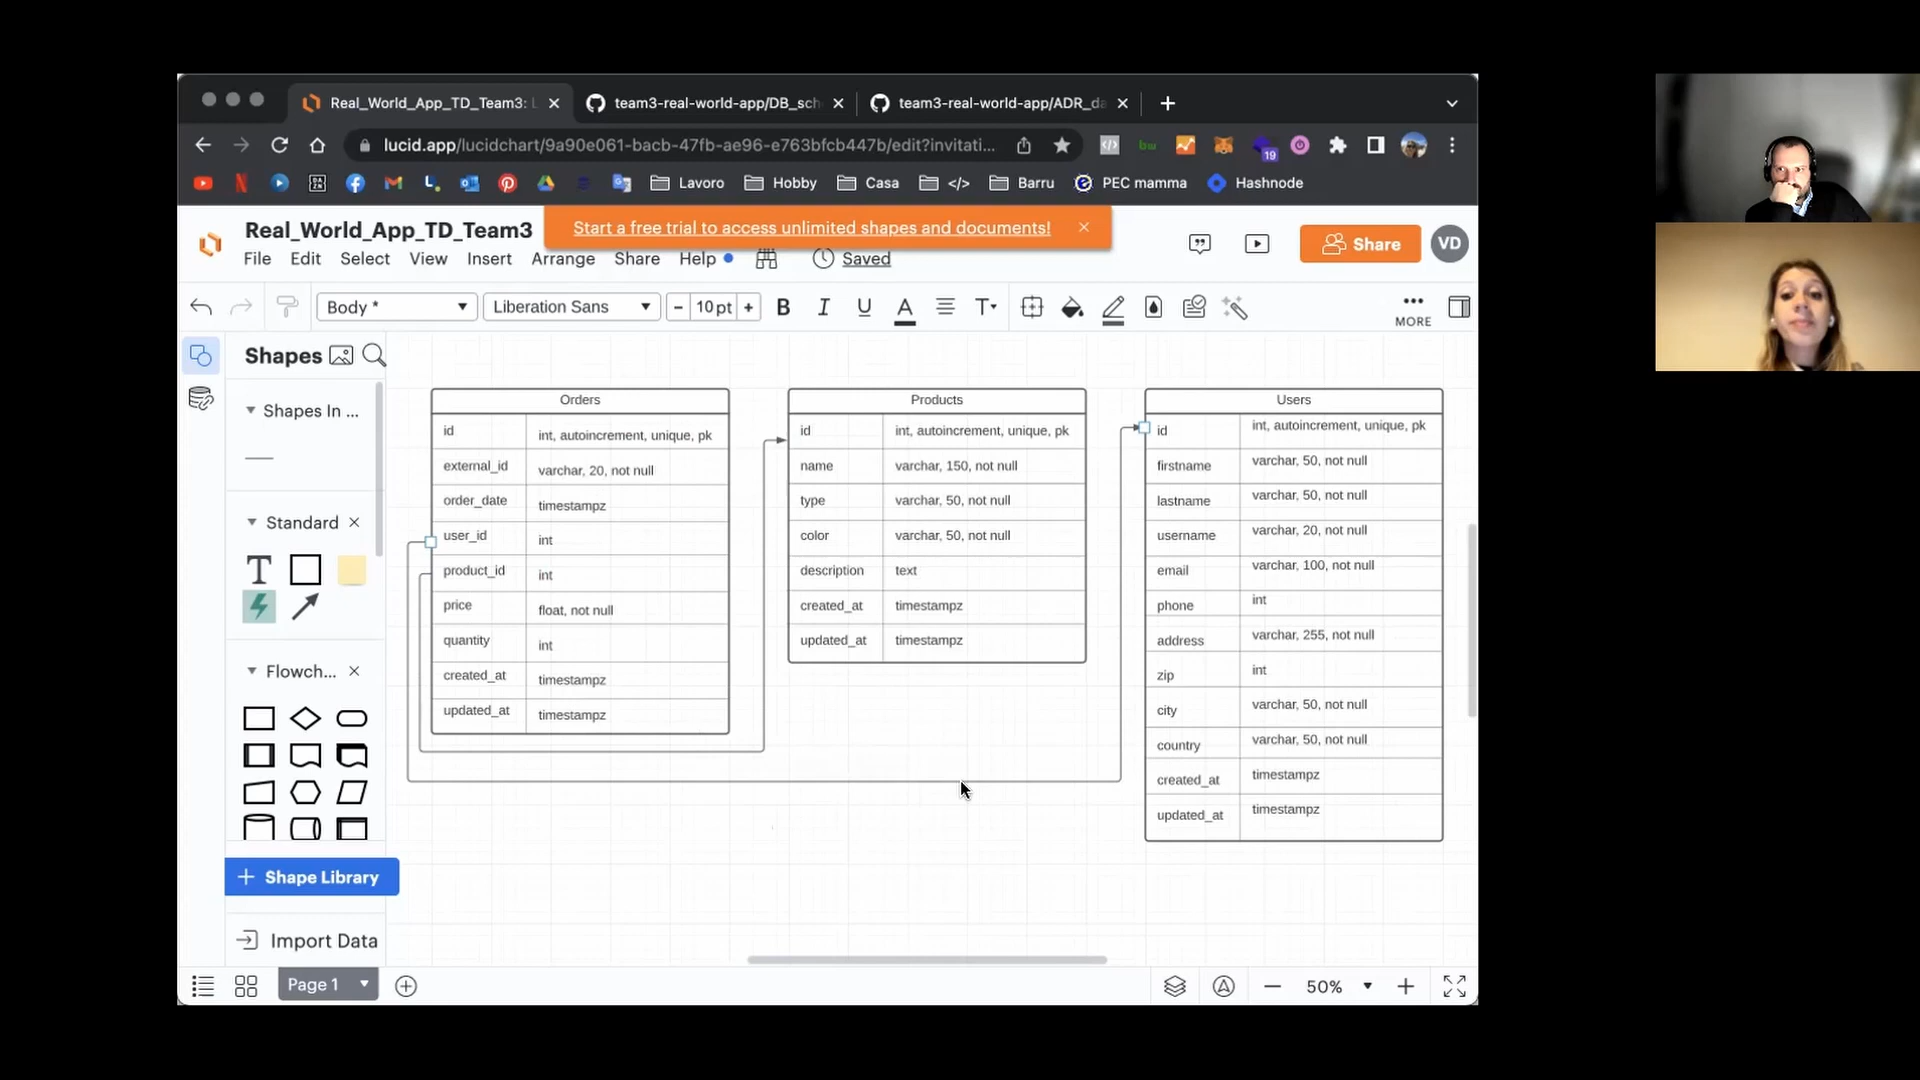 Real_World_App_TD_Team3: L
team3-real-world-app/DB_sch
team3-real-world-app/ADR_da
lucid.app/lucidchart/9a90e061-bacb-47fb-ae96-e763bfcb447b/edit?invitati...
19
Lavoro
Hobby
Casa
</>
Barru
PEC mamma
Hashnode
Real_World_App_TD_Team3
Start a free trial to access unlimited shapes and documents!
Share
VD
File Edit Select View Insert Arrange Share Help
Saved
Body *
Liberation Sans
10 pt
B I U A T
MORE
Shapes
Shapes In ...
Standard
T
Flowch...
Shape Library
Import Data
Orders
id int, autoincrement, unique, pk
external_id varchar, 20, not null
order_date timestampz
user_id int
product_id int
price float, not null
quantity int
created_at timestampz
updated_at timestampz
Products
id int, autoincrement, unique, pk
name varchar, 150, not null
type varchar, 50, not null
color varchar, 50, not null
description text
created_at timestampz
updated_at timestampz
Users
id int, autoincrement, unique, pk
firstname varchar, 50, not null
lastname varchar, 50, not null
username varchar, 20, not null
email varchar, 100, not null
phone int
address varchar, 255, not null
zip int
city varchar, 50, not null
country varchar, 50, not null
created_at timestampz
updated_at timestampz
Page 1
50%